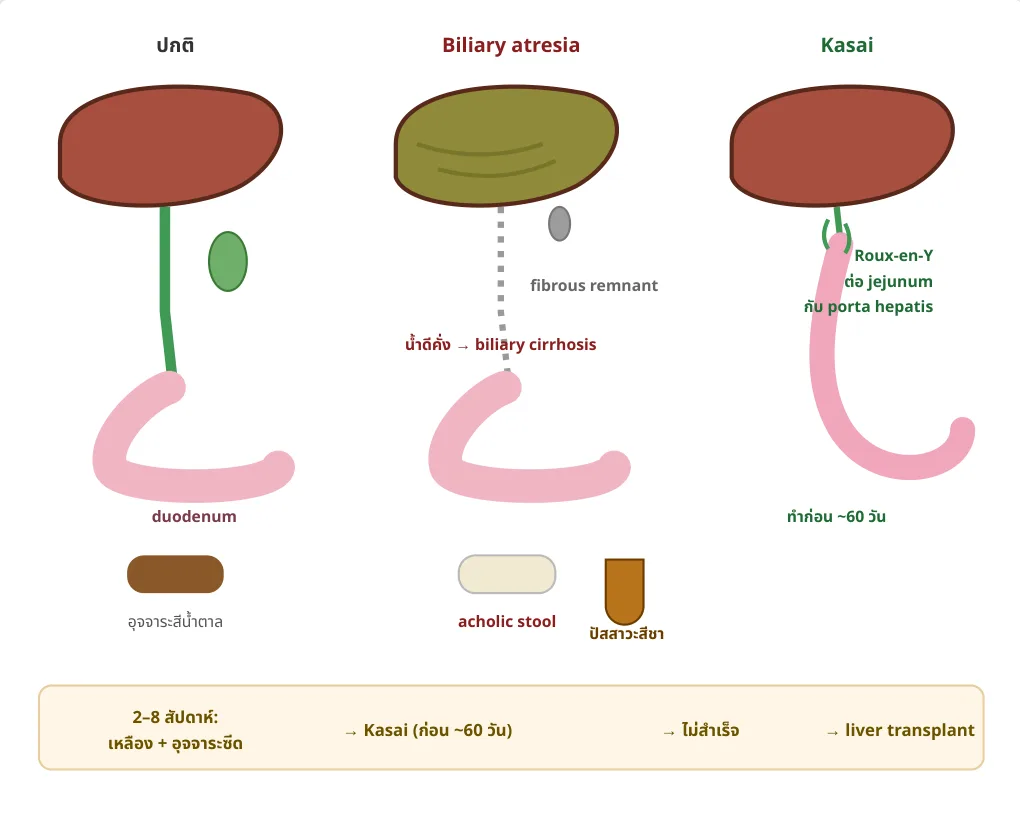 ปกติ
Biliary atresia
Kasai
Roux-en-Y
ต่อ jejunum
กับ porta hepatis
fibrous remnant
น้ำดีคั่ง → biliary cirrhosis
duodenum
ทำก่อน ~60 วัน
อุจจาระสีน้ำตาล
acholic stool
ปัสสาวะสีชา
2–8 สัปดาห์:
เหลือง + อุจจาระซีด
→ Kasai (ก่อน ~60 วัน)
→ ไม่สำเร็จ
→ liver transplant